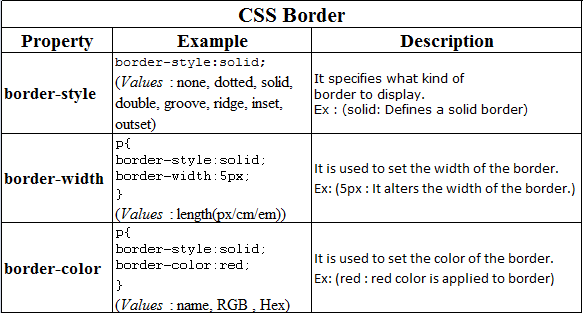 CSS Border
Property Example Description
border-style
border-style:solid;
(Values : none, dotted, solid,
double, groove, ridge, inset,
outset)
It specifies what kind of
border to display.
Ex : (solid: Defines a solid border)
border-width
p{
border-style:solid;
border-width:5px;
}
(Values : length(px/cm/em))
It is used to set the width of the border.
Ex: (5px : It alters the width of the border.)
border-color
p{
border-style:solid;
border-color:red;
}
(Values : name, RGB , Hex)
It is used to set the color of the border.
Ex: (red : red color is applied to border)